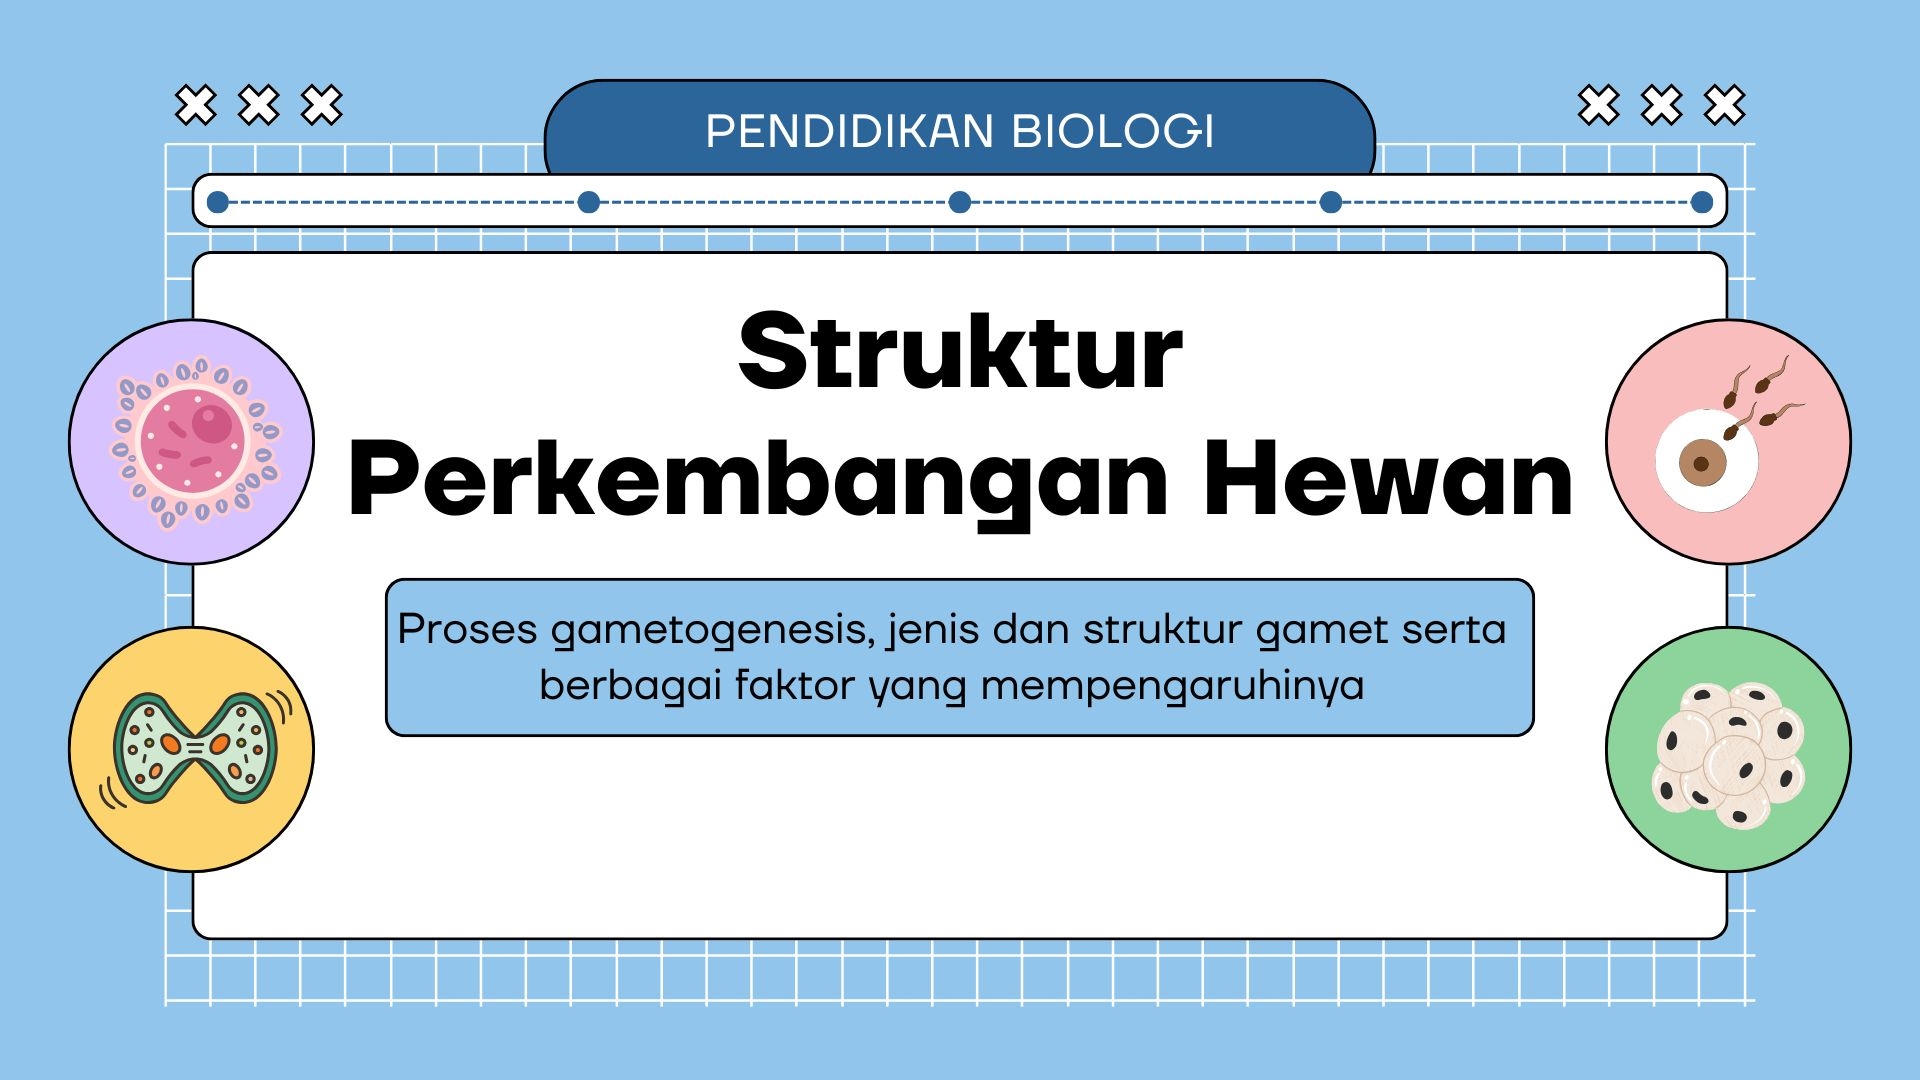 PENDIDIKAN BIOLOGI
Struktur
Perkembangan Hewan
Proses gametogenesis, jenis dan struktur gamet serta
berbagai faktor yang mempengaruhinya